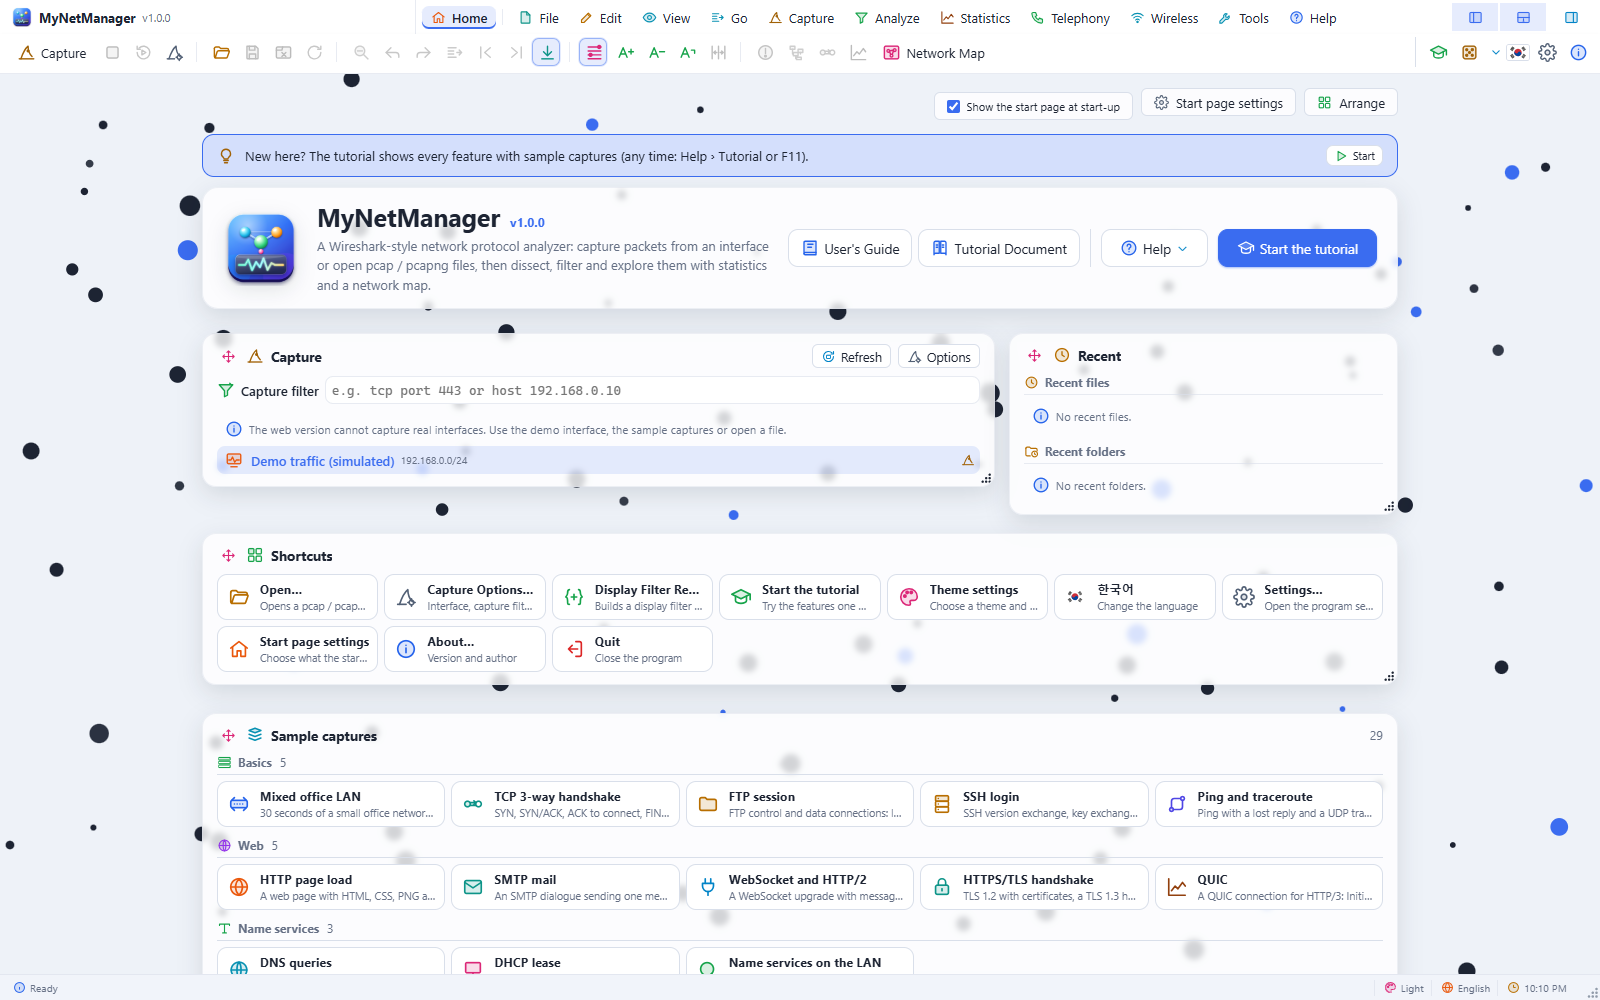 MyNetManager v1.0.0
Home File Edit View Go Capture Analyze Statistics Telephony Wireless Tools Help
Capture A+ A- A Network Map
Show the start page at start-up Start page settings Arrange
New here? The tutorial shows every feature with sample captures (any time: Help › Tutorial or F11). Start
MyNetManager v1.0.0
A Wireshark-style network protocol analyzer: capture packets from an interface
or open pcap / pcapng files, then dissect, filter and explore them with statistics
and a network map.
User's Guide Tutorial Document Help Start the tutorial
Capture Refresh Options
Capture filter e.g. tcp port 443 or host 192.168.0.10
The web version cannot capture real interfaces. Use the demo interface, the sample captures or open a file.
Demo traffic (simulated) 192.168.0.0/24
Recent
Recent files
No recent files.
Recent folders
No recent folders.
Shortcuts
Open...
Opens a pcap / pcap...
Capture Options...
Interface, capture filt...
Display Filter Re...
Builds a display filter ...
Start the tutorial
Try the features one ...
Theme settings
Choose a theme and ...
한국어
Change the language
Settings...
Open the program se...
Start page settings
Choose what the star...
About...
Version and author
Quit
Close the program
Sample captures 29
Basics 5
Mixed office LAN
30 seconds of a small office networ...
TCP 3-way handshake
SYN, SYN/ACK, ACK to connect, FIN...
FTP session
FTP control and data connections: l...
SSH login
SSH version exchange, key exchang...
Ping and traceroute
Ping with a lost reply and a UDP tra...
Web 5
HTTP page load
A web page with HTML, CSS, PNG a...
SMTP mail
An SMTP dialogue sending one me...
WebSocket and HTTP/2
A WebSocket upgrade with messag...
HTTPS/TLS handshake
TLS 1.2 with certificates, a TLS 1.3 h...
QUIC
A QUIC connection for HTTP/3: Initi...
Name services 3
DNS queries
DHCP lease
Name services on the LAN
Ready Light English 10:10 PM